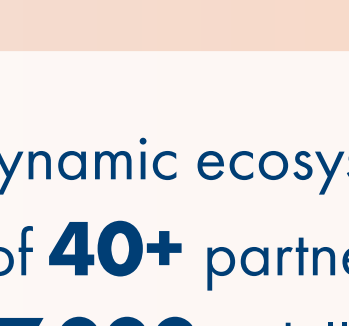 ynamic ecosys
of 40+ partne